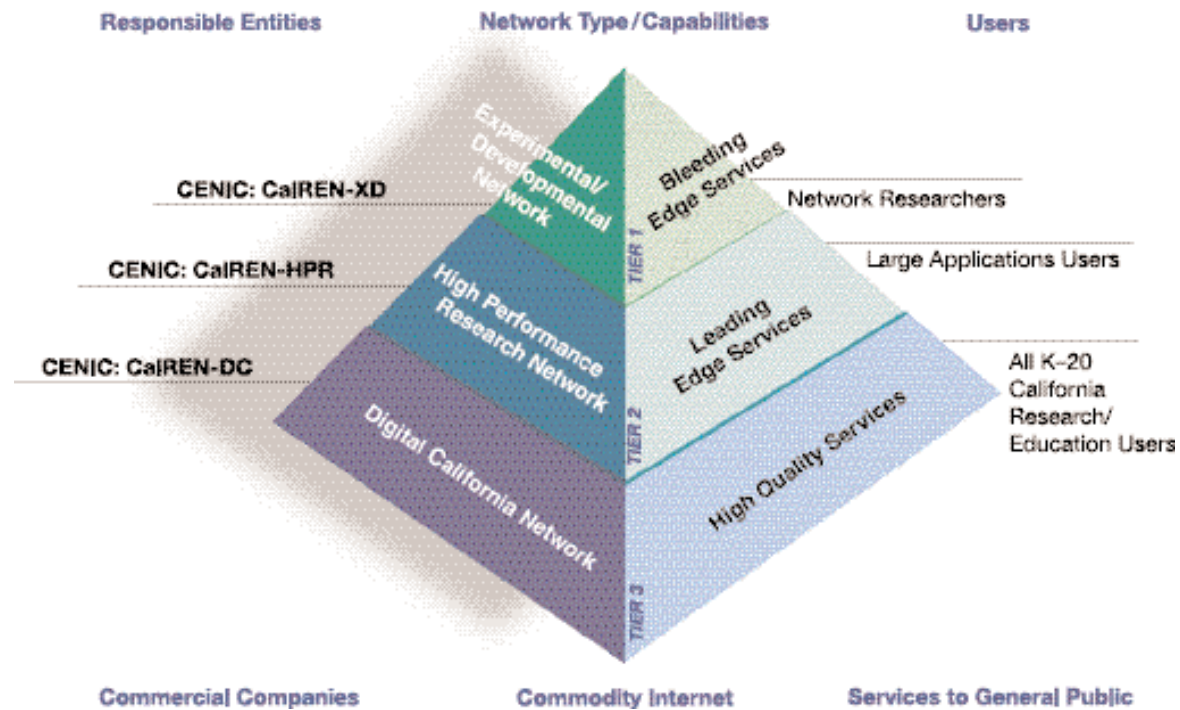 Responsible Entities
Network Type/Capabilities
Users
Experimental/
Developmental
Network
Bleeding
Edge Services
TIER 1
CENIC: CalREN-XD
Network Researchers
CENIC: CalREN-HPR
High Performance
Research Network
Leading
Edge Services
TIER 2
Large Applications Users
CENIC: CalREN-DC
Digital California Network
High Quality Services
TIER 3
All K–20
California
Research/
Education Users
Commercial Companies
Commodity Internet
Services to General Public